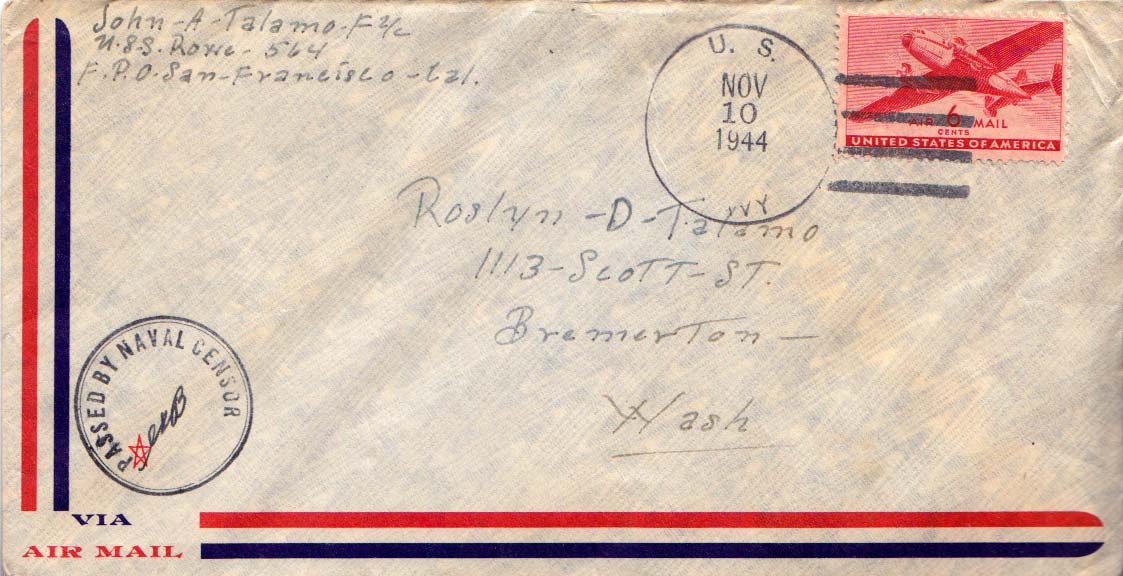 John-A-Talamo-F2/c
U.S.S. Rowe-564
F.P.O. San-Francisco-Cal.
U. S.
NOV
10
1944
AIR 6 MAIL
CENTS
UNITED STATES OF AMERICA
Roslyn-D-Talamo
1113-Scott-ST.
Bremerton-
Wash
PASSED BY NAVAL CENSOR
VIA
AIR MAIL